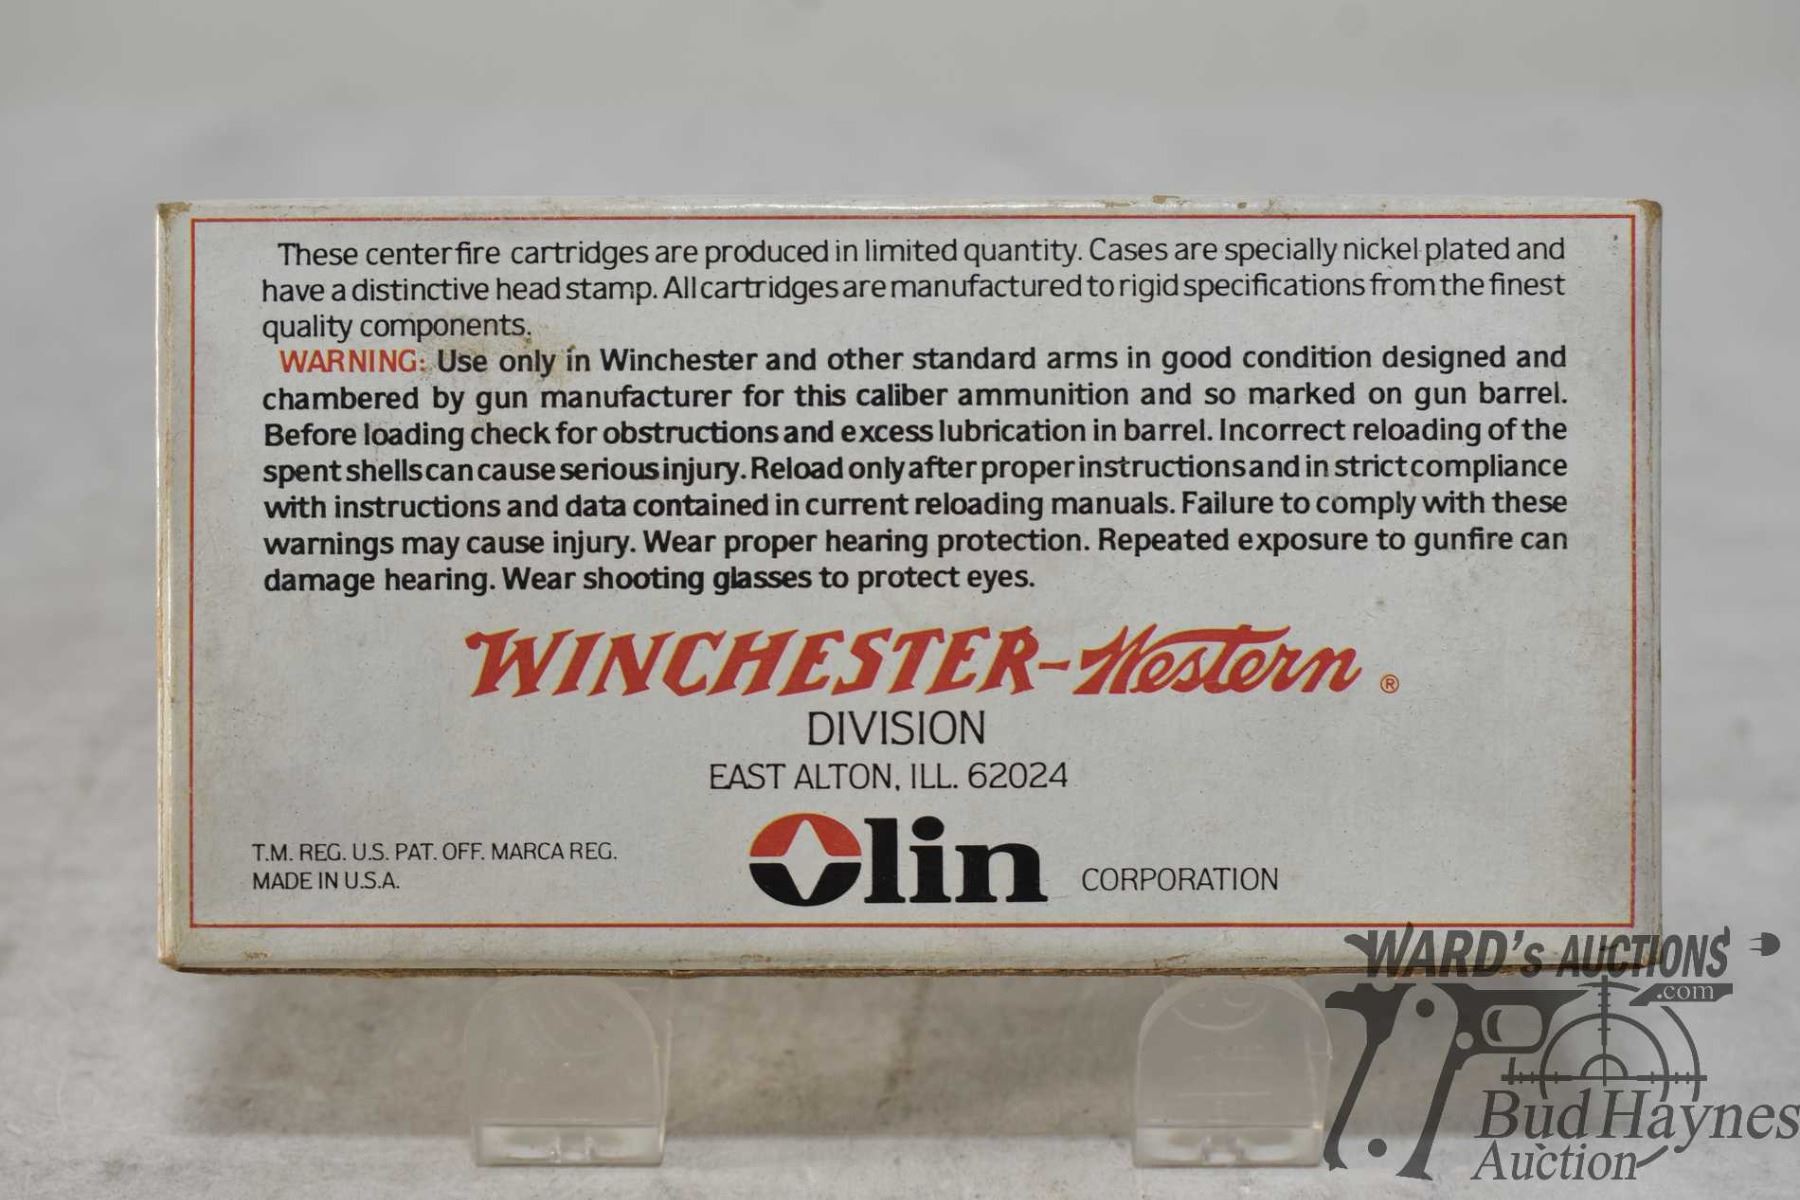 These centerfire cartridges are produced in limited quantity. Cases are specially nickel plated and
have a distinctive head stamp. All cartridges are manufactured to rigid specifications from the finest
quality components.
WARNING: Use only in Winchester and other standard arms in good condition designed and
chambered by gun manufacturer for this caliber ammunition and so marked on gun barrel.
Before loading check for obstructions and excess lubrication in barrel. Incorrect reloading of the
spent shells can cause serious injury. Reload only after proper instructions and in strict compliance
with instructions and data contained in current reloading manuals. Failure to comply with these
warnings may cause injury. Wear proper hearing protection. Repeated exposure to gunfire can
damage hearing. Wear shooting glasses to protect eyes.
WINCHESTER-Western ®
DIVISION
EAST ALTON, ILL. 62024
T.M. REG. U.S. PAT. OFF. MARCA REG.
MADE IN U.S.A.
Olin CORPORATION
WARD's AUCTIONS
.com
Bud Haynes
Auction